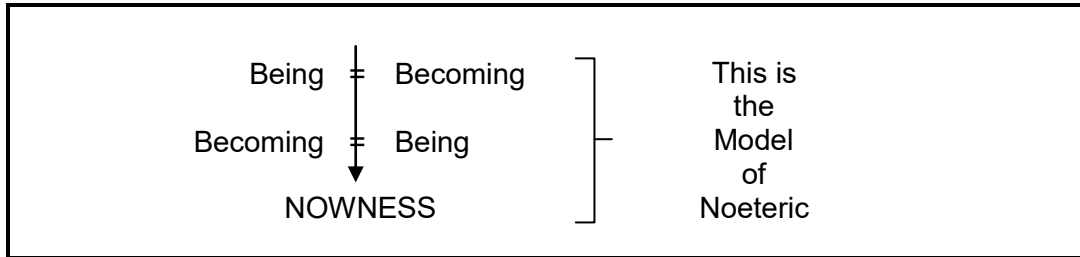 Being = Becoming
Becoming = Being
NOWNESS
This is
the
Model
of
Noeteric